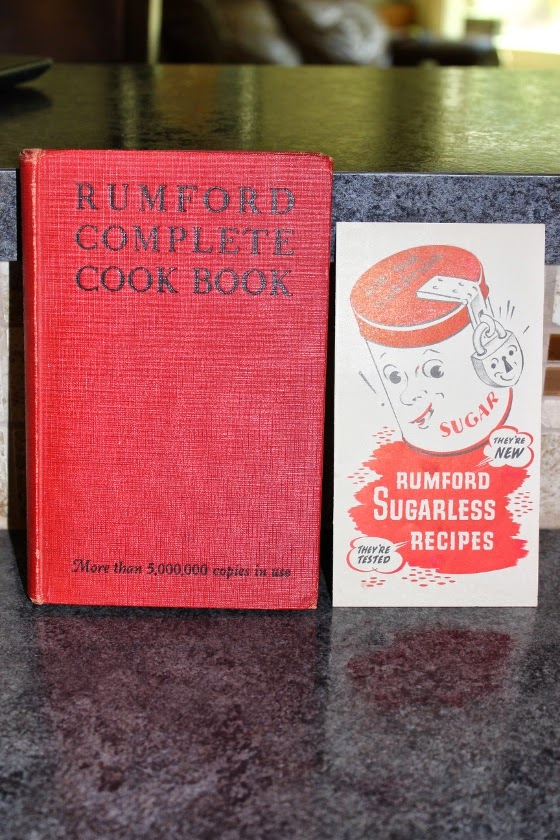 RUMFORD
COMPLETE
COOK BOOK
More than 5,000,000 copies in use
SUGAR
THEY'RE
NEW
RUMFORD
SUGARLESS
RECIPES
THEY'RE
TESTED